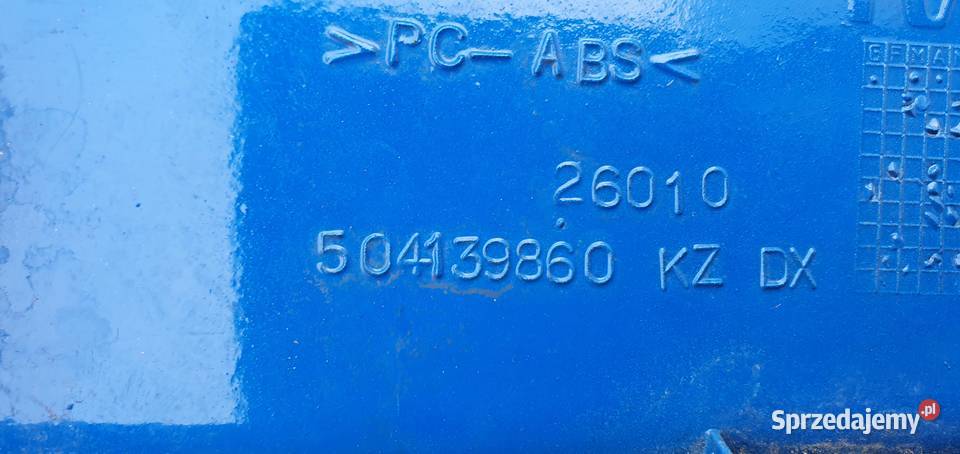 >PC-ABS<
26010
504139860 KZ DX
Sprzedajemy.pl